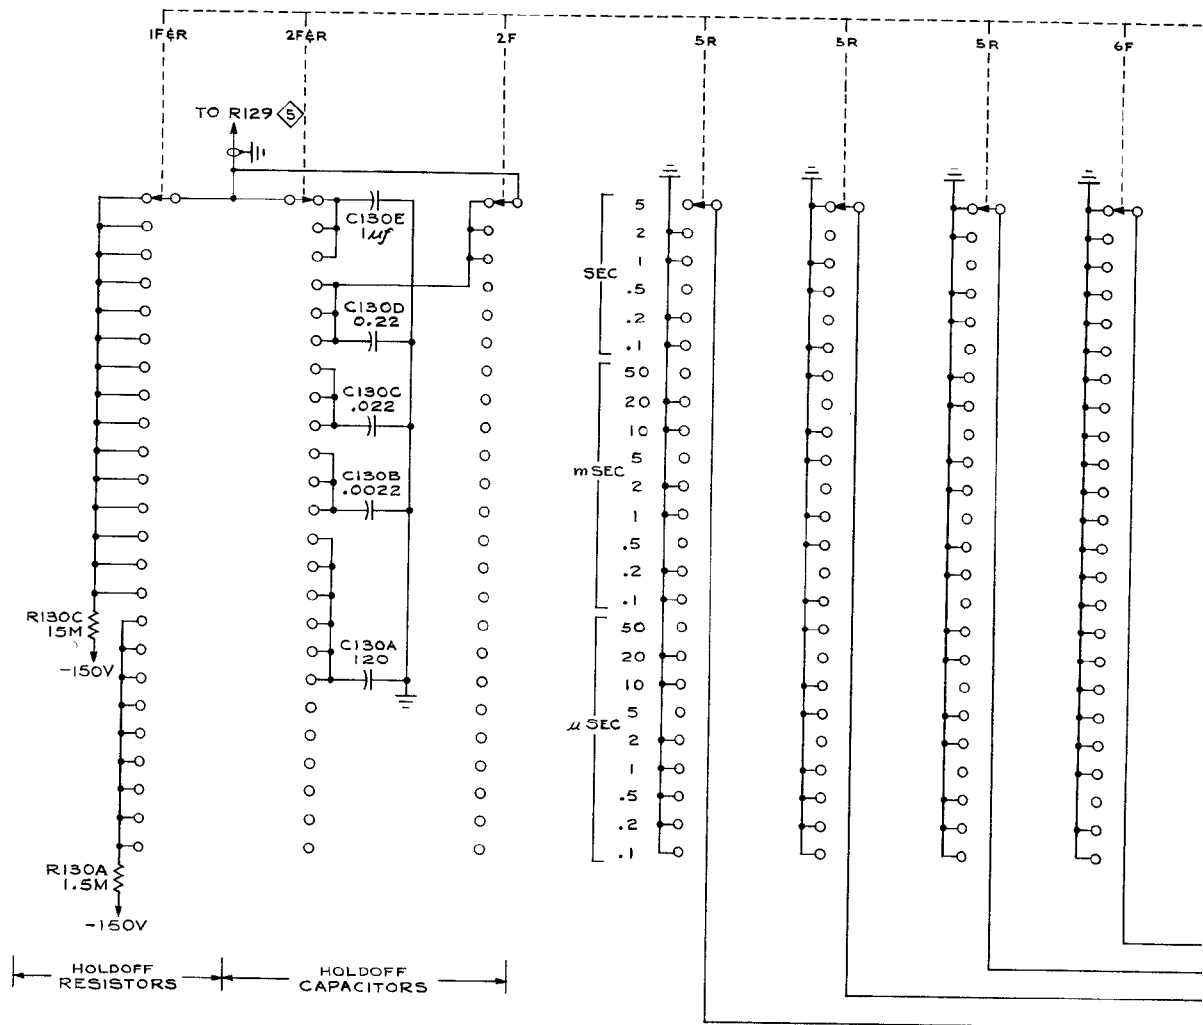 1F&R
2F&R
2F
5R
5R
5R
6F
TO R129 5
C130E
1µf
C130D
0.22
C130C
.022
C130B
.0022
C130A
120
R130C
15M
-150V
R130A
1.5M
-150V
SEC
5
2
1
.5
.2
.1
mSEC
50
20
10
5
2
1
.5
.2
.1
µSEC
50
20
10
5
2
1
.5
.2
.1
HOLDOFF
RESISTORS
HOLDOFF
CAPACITORS